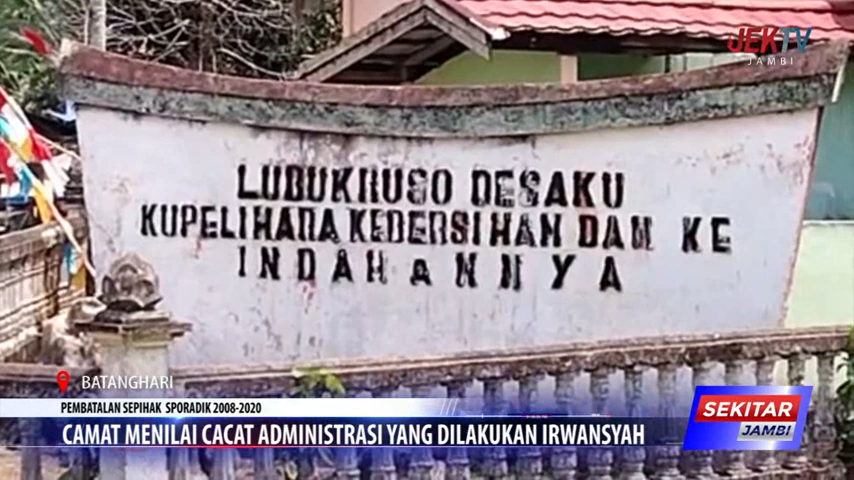 JEKTV
JAMBI
LUBUKRUSO DESAKU
KUPELIHARA KEBERSIHAN DAN KE
INDAHANNYA
BATANGHARI
PEMBATALAN SEPIHAK SPORADIK 2008-2020
CAMAT MENILAI CACAT ADMINISTRASI YANG DILAKUKAN IRWANSYAH
SEKITAR
JAMBI